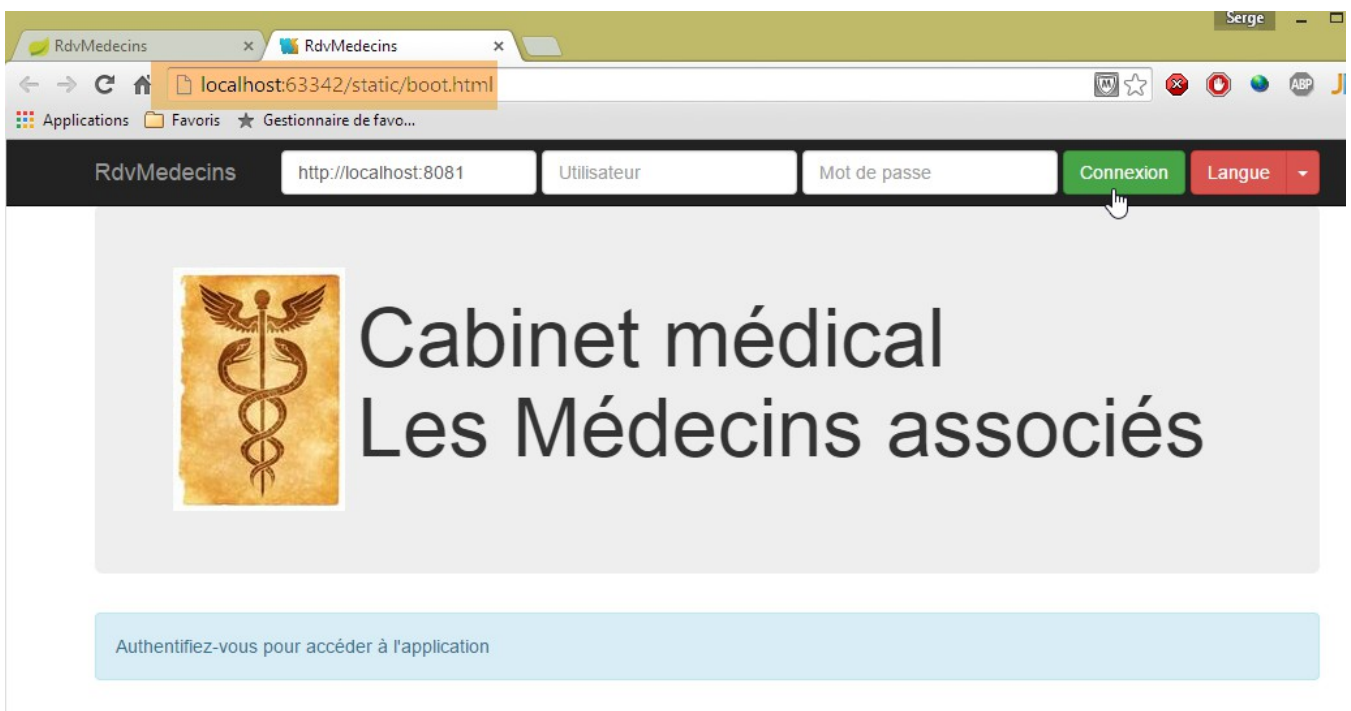 Serge
RdvMedecins
RdvMedecins
localhost:63342/static/boot.html
ABP
Applications Favoris Gestionnaire de favo...
RdvMedecins http://localhost:8081 Utilisateur Mot de passe Connexion Langue
Cabinet médical
Les Médecins associés
Authentifiez-vous pour accéder à l'application